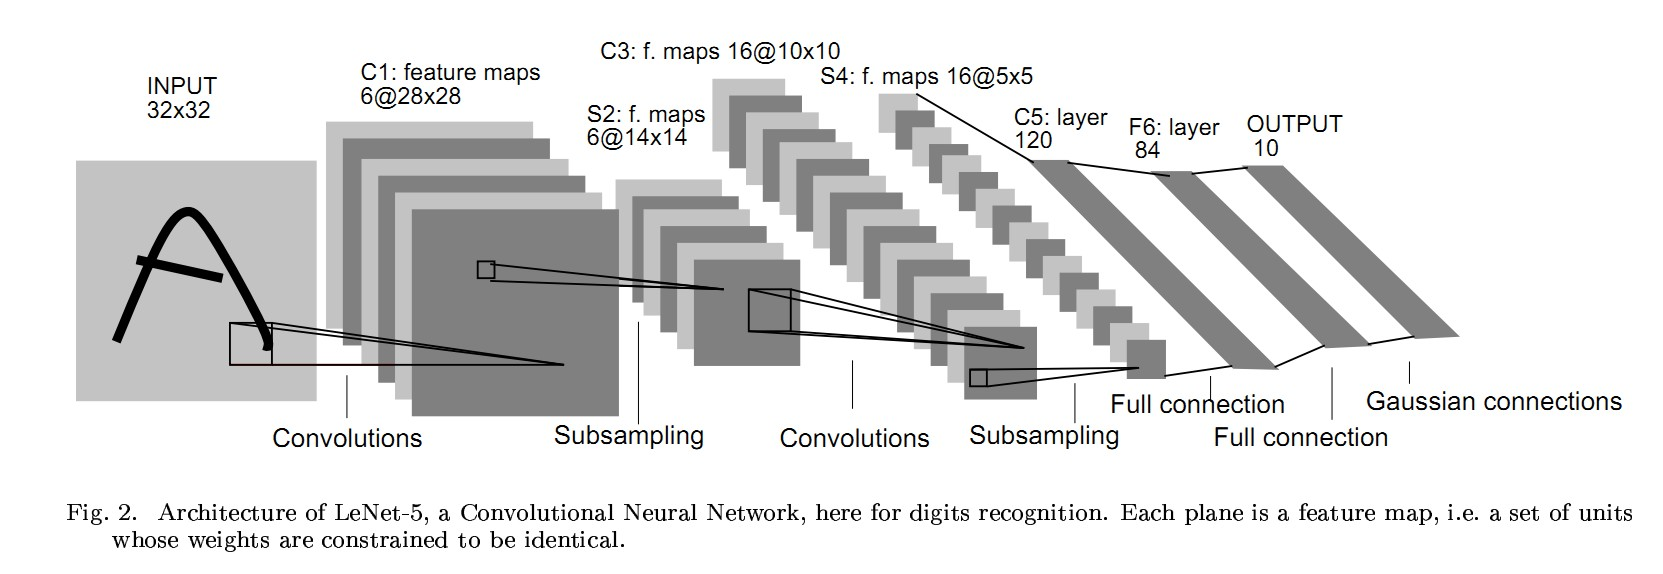 INPUT
32x32
C1: feature maps
6@28x28
S2: f. maps
6@14x14
C3: f. maps 16@10x10
S4: f. maps 16@5x5
C5: layer
120
F6: layer
84
OUTPUT
10
Convolutions
Subsampling
Convolutions
Subsampling
Full connection
Full connection
Gaussian connections
Fig. 2. Architecture of LeNet-5, a Convolutional Neural Network, here for digits recognition. Each plane is a feature map, i.e. a set of units
whose weights are constrained to be identical.